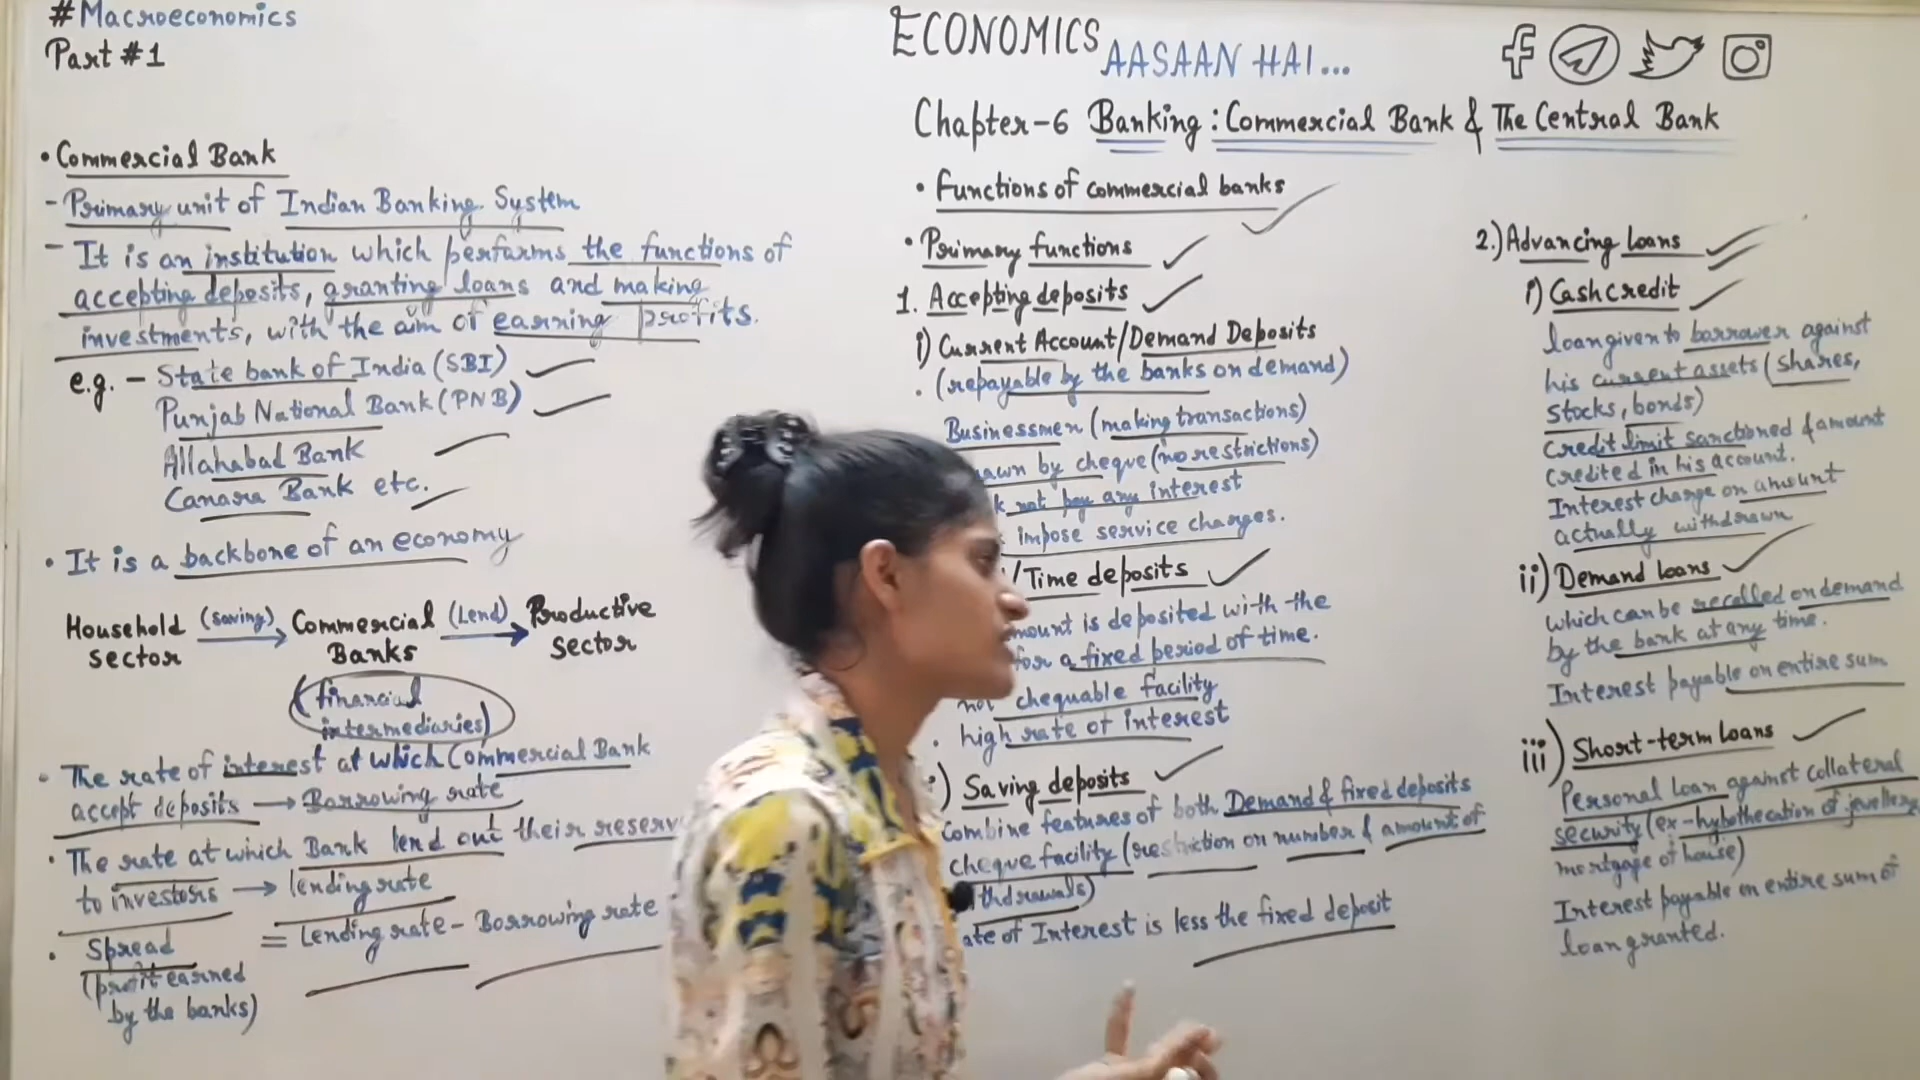 #Macroeconomics
Part #1
ECONOMICS
AASAAN HAI...
Chapter-6 Banking : Commercial Bank & The Central Bank
• Commercial Bank
- Primary unit of Indian Banking System
- It is an institution which performs the functions of
accepting deposits, granting loans and making
investments, with the aim of earning profits.
e.g. - State bank of India (SBI)
Punjab National Bank (PNB)
Allahabad Bank
Canara Bank etc.
• It is a backbone of an economy
Household sector (saving) → Commercial Banks (Lend) → Productive sector
(financial
intermediaries)
• The rate of interest at which Commercial Bank
accept deposits → Borrowing rate
• The rate at which Bank lend out their reserv
to investors → lending rate
• Spread = Lending rate - Borrowing rate
(profit earned
by the banks)
• Functions of commercial banks
• Primary functions
1. Accepting deposits
i) Current Account/Demand Deposits
• (repayable by the banks on demand)
Businessmen (making transactions)
awn by cheque (no restrictions)
k not pay any interest
impose service charges.
/Time deposits
mount is deposited with the
for a fixed period of time.
not chequable facility
• high rate of interest
) Saving deposits
Combine features of both Demand & fixed deposits
cheque facility (restriction on number & amount of
thdrawals)
ate of Interest is less the fixed deposit
2.) Advancing loans
i) Cash credit
loan given to borrower against
his current assets (shares,
stocks, bonds)
credit limit sanctioned & amount
credited in his account.
Interest charge on amount
actually withdrawn
ii) Demand loans
which can be recalled on demand
by the bank at any time.
Interest payable on entire sum
iii) Short-term loans
Personal loan against collateral
security (ex-hypothecation of jewellery
mortgage of house)
Interest payable on entire sum of
loan granted.